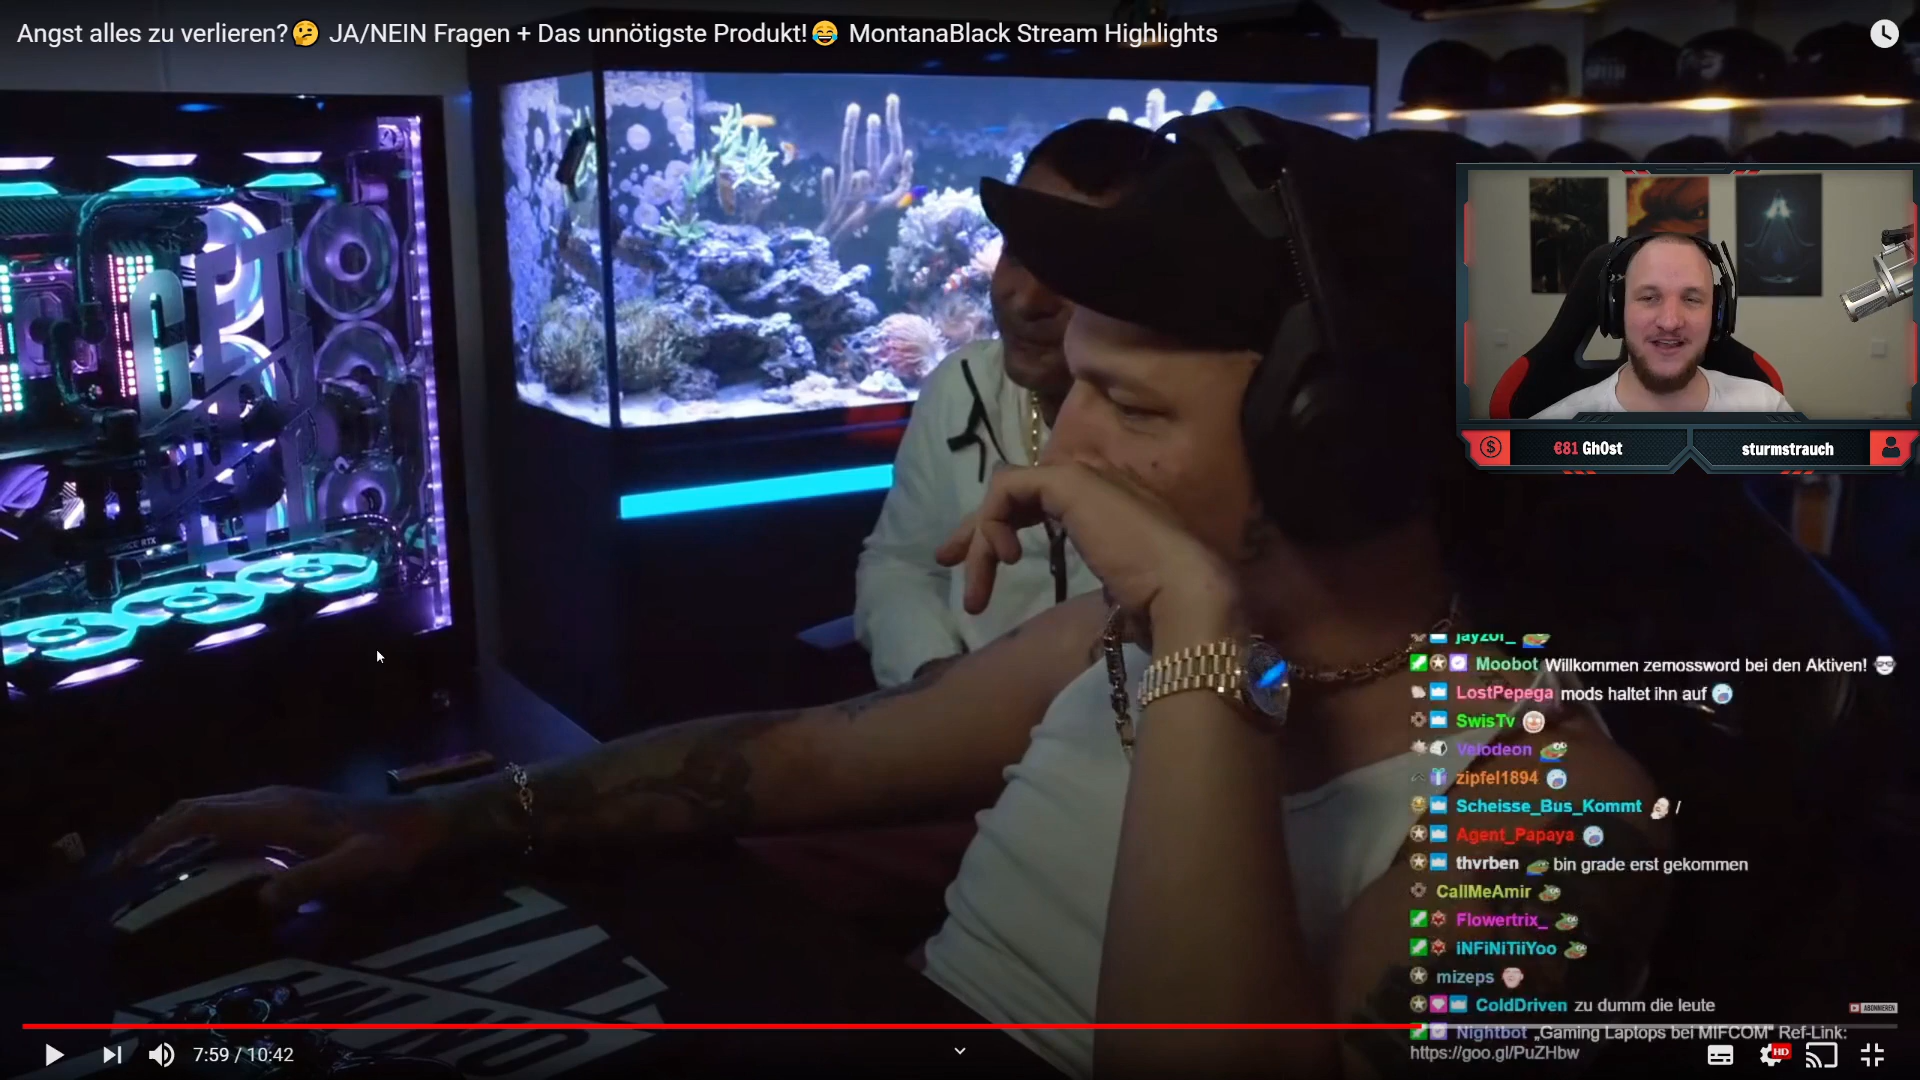 Angst alles zu verlieren?🤔 JA/NEIN Fragen + Das unnötigste Produkt!😂 MontanaBlack Stream Highlights
€81 Gh0st
sturmstrauch
jayzor_
Moobot Willkommen zemossword bei den Aktiven!
LostPepega mods haltet ihn auf
SwisTv
Velodeon
zipfel1894
Scheisse_Bus_Kommt /
Agent_Papaya
thvrben bin grade erst gekommen
CallMeAmir
Flowertrix_
iNFiNiTiiYoo
mizeps
ColdDriven zu dumm die leute
ABONNIEREN
Nightbot „Gaming Laptops bei MIFCOM" Ref-Link:
https://goo.gl/PuZHbw
7:59 / 10:42
HD